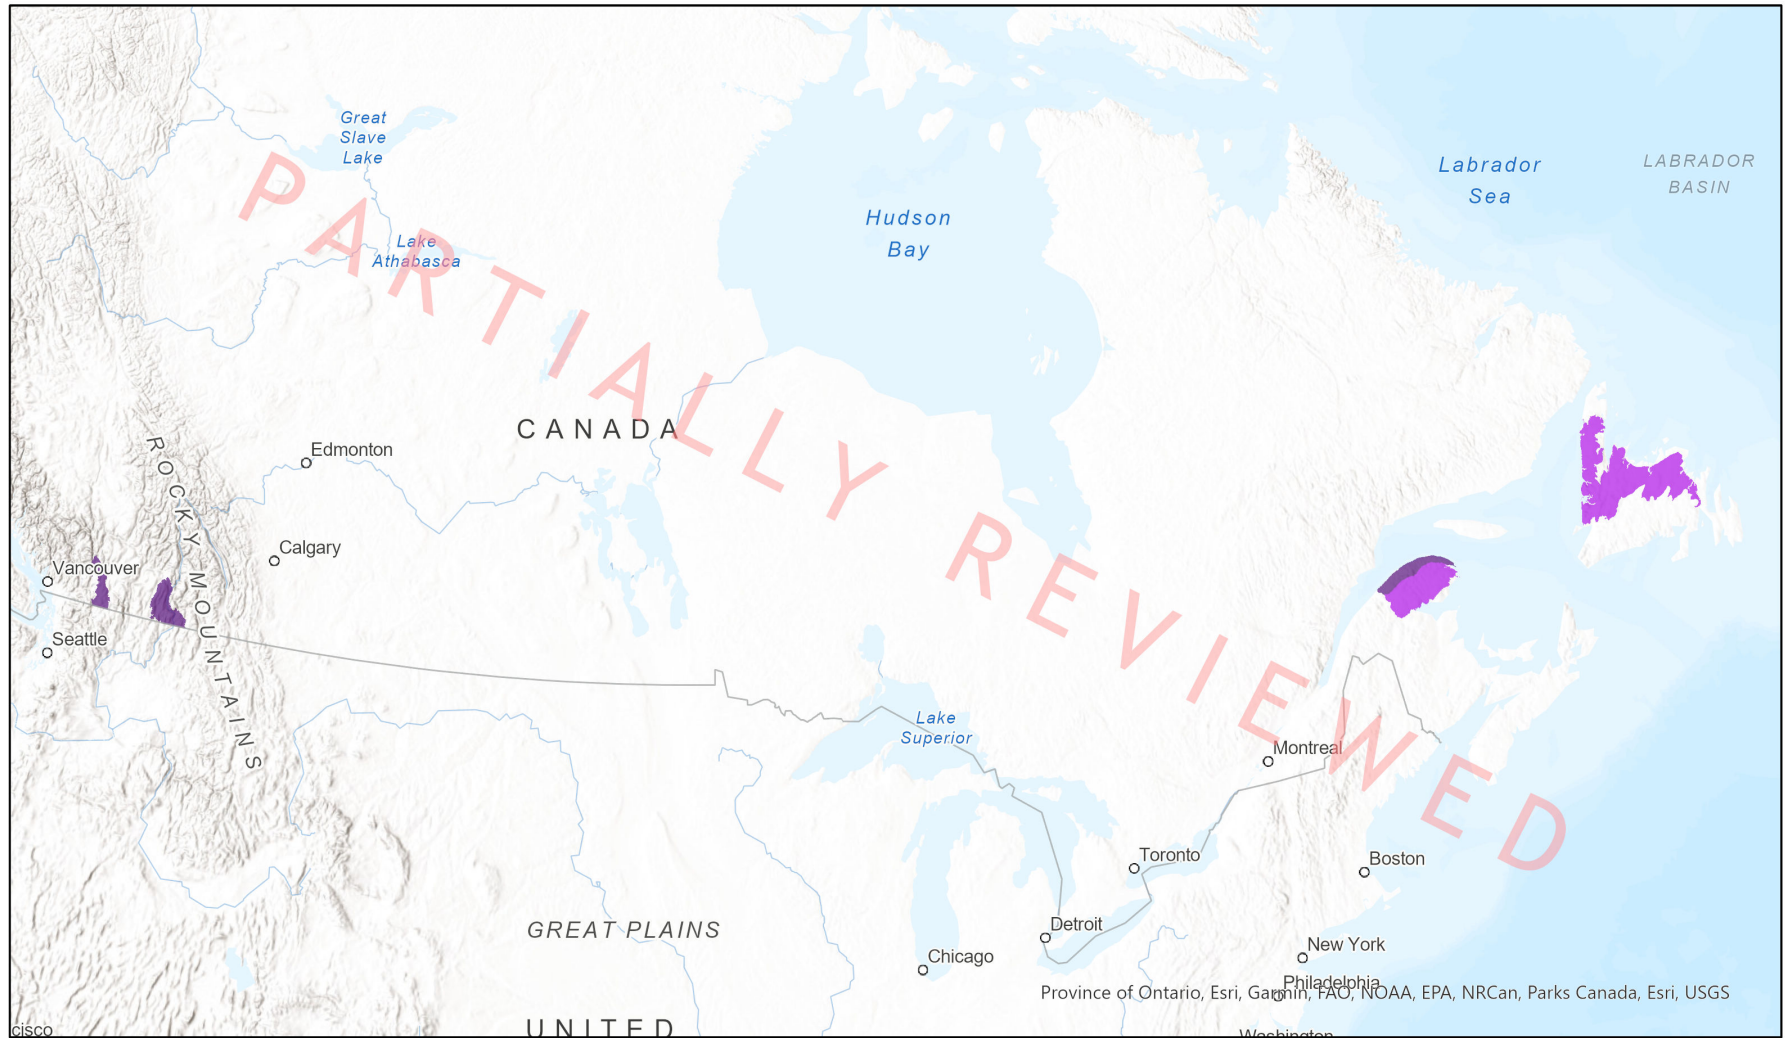 Great
Slave
Lake
Labrador
Sea
LABRADOR
BASIN
Hudson
Bay
Lake
Athabasca
PARTIALLY REVIEWED
CANADA
Edmonton
ROCKY MOUNTAINS
Calgary
Vancouver
Seattle
Lake
Superior
Montreal
Toronto
Boston
Detroit
GREAT PLAINS
New York
Chicago
Philadelphia
Province of Ontario, Esri, Garmin, FAO, NOAA, EPA, NRCan, Parks Canada, Esri, USGS
cisco
UNITED
Washington